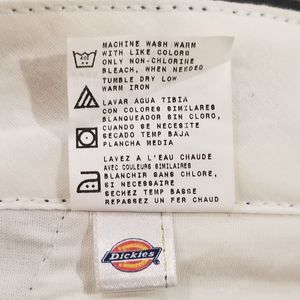 MACHINE WASH WARM
WITH LIKE COLORS
ONLY NON-CHLORINE
BLEACH, WHEN NEEDED
TUMBLE DRY LOW
WARM IRON
LAVAR AGUA TIBIA
CON COLORES SIMILARES
BLANQUEADOR SIN CLORO,
CUANDO SE NECESITE
SECADO TEMP BAJA
PLANCHA MEDIA
LAVEZ A L'EAU CHAUDE
AVEC COULEURS SIMILAIRES
BLANCHIR SANS CHLORE,
SI NECESSAIRE
SECHEZ TEMP BASSE
REPASSEZ UN FER CHAUD
Dickies